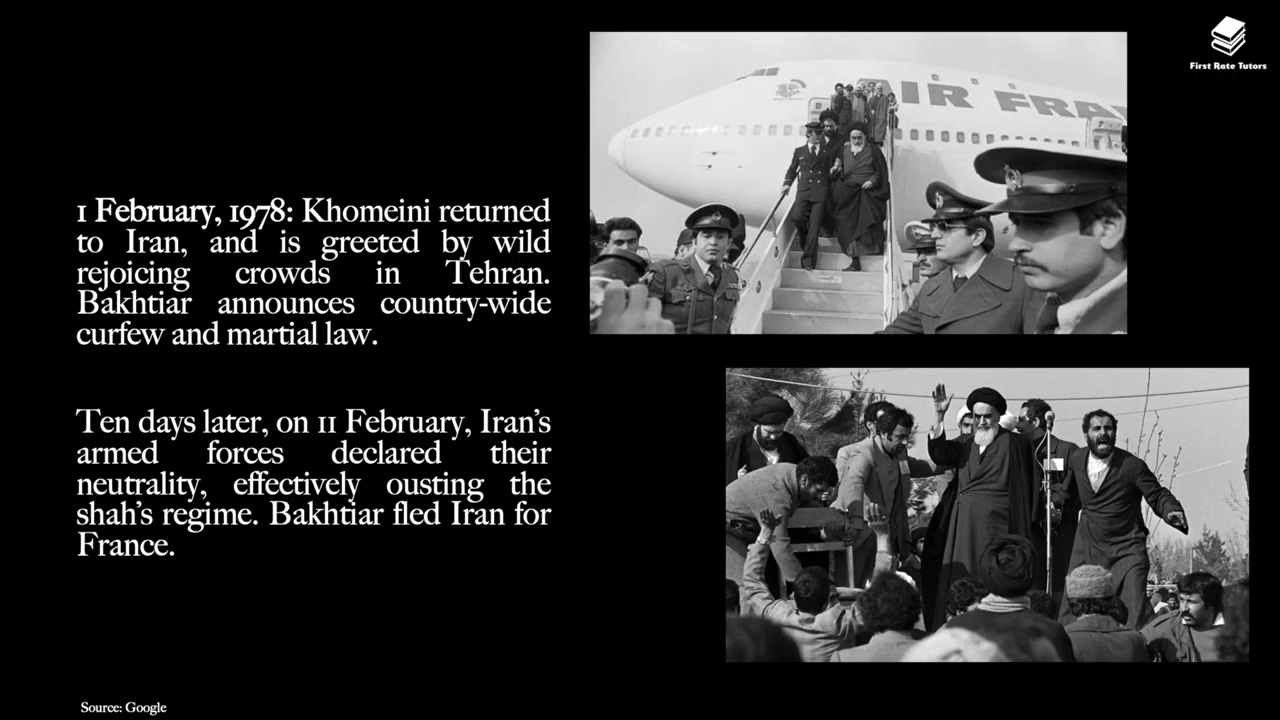 First Rate Tutors
AIR FRA
1 February, 1978: Khomeini returned
to Iran, and is greeted by wild
rejoicing crowds in Tehran.
Bakhtiar announces country-wide
curfew and martial law.
Ten days later, on 11 February, Iran's
armed forces declared their
neutrality, effectively ousting the
shah's regime. Bakhtiar fled Iran for
France.
Source: Google